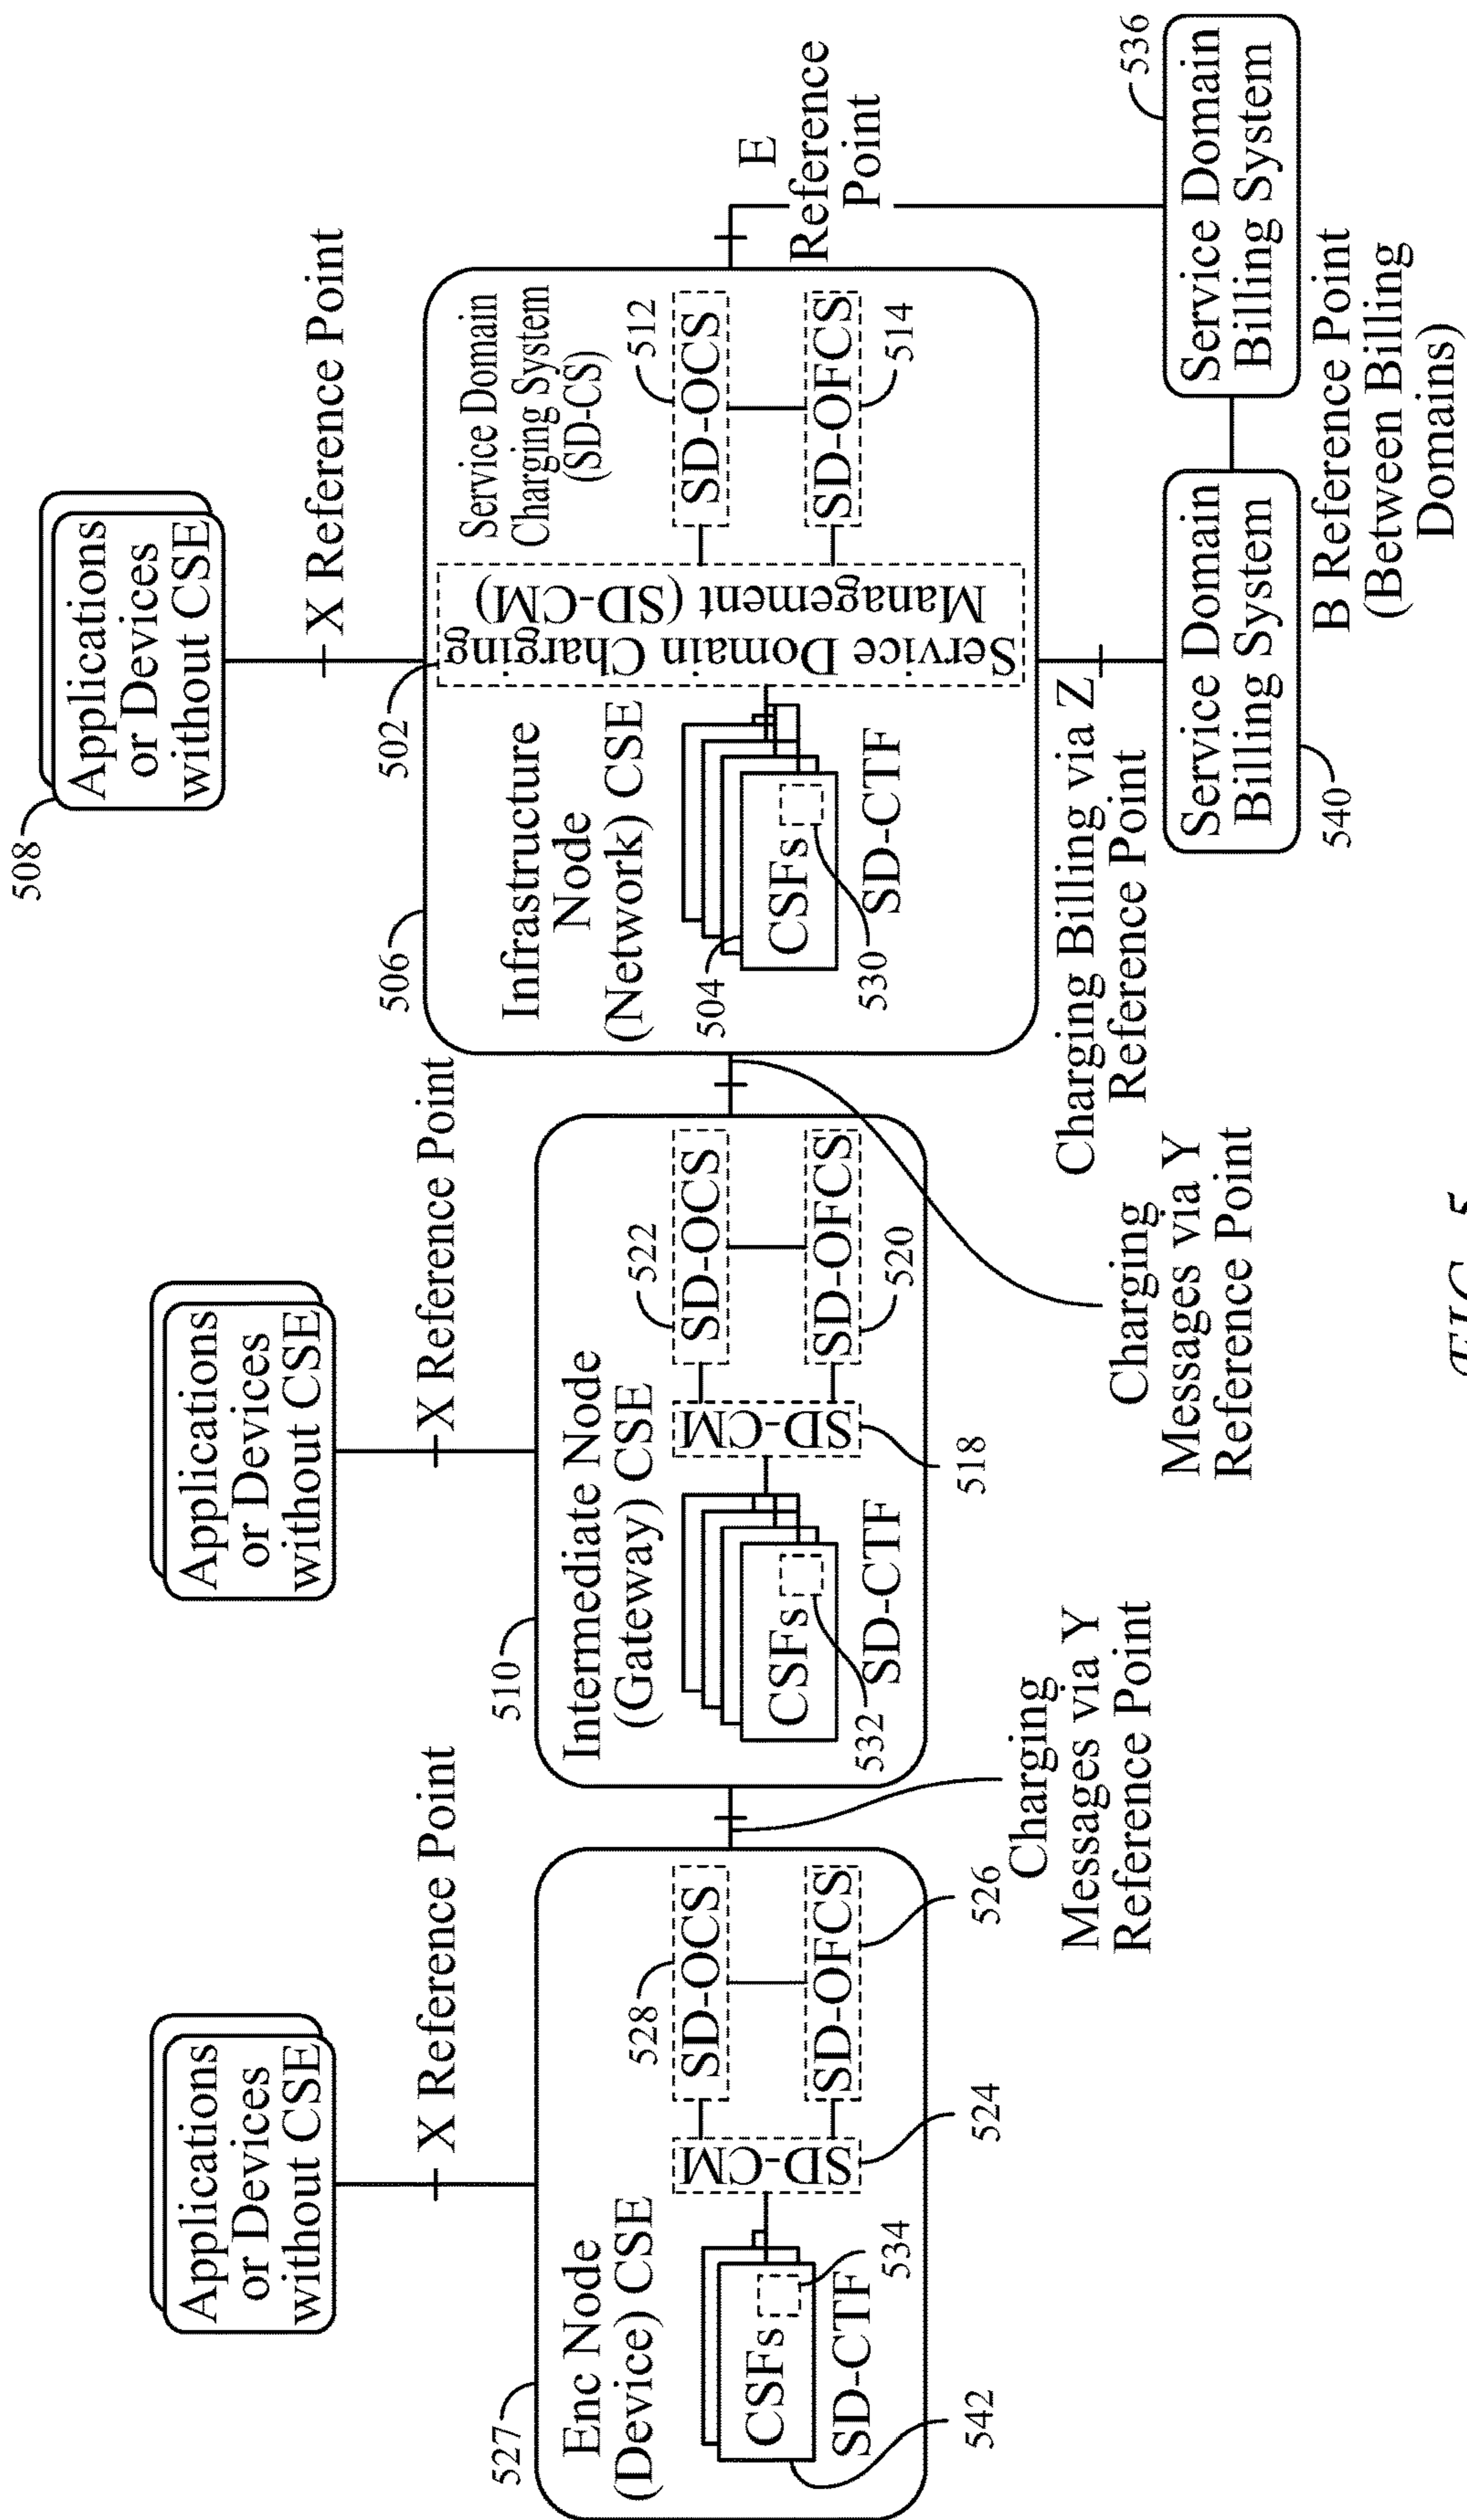 Applications
or Devices
without CSE
X Reference Point
527
Enc Node
(Device) CSE
CSFs
SD-CTF
542
534
SD-CM
524
528
SD-OCS
SD-OFCS
526
Charging
Messages via Y
Reference Point
Applications
or Devices
without CSE
X Reference Point
510
Intermediate Node
(Gateway) CSE
CSFs
532
SD-CTF
SD-CM
518
522
SD-OCS
SD-OFCS
520
Charging
Messages via Y
Reference Point
508
Applications
or Devices
without CSE
X Reference Point
506
502
Infrastructure
Node
(Network) CSE
504
CSFs
530
SD-CTF
Service Domain Charging
Management (SD-CM)
Service Domain
Charging System
(SD-CS)
512
SD-OCS
SD-OFCS
514
E
Reference
Point
Charging Billing via Z
Reference Point
Service Domain
Billing System
540
536
Service Domain
Billing System
B Reference Point
(Between Billing
Domains)
FIG. 5